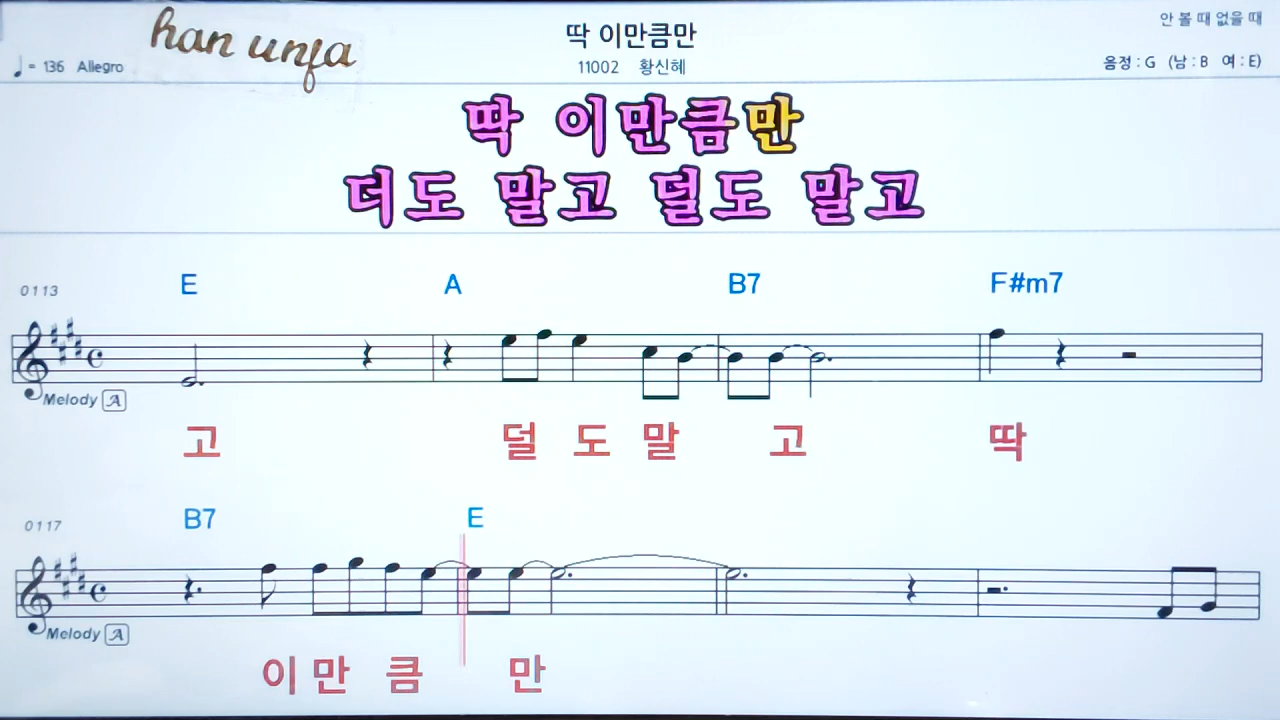 안 볼 때 없을 때
han unfa
딱 이만큼만
♩= 136 Allegro
11002 황신혜
음정 : G (남 : B 여 : E)
딱 이만큼만
더도 말고 덜도 말고
0113 E A B7 F#m7
Melody A
고 덜 도 말 고 딱
0117 B7 E
Melody A
이 만 큼 만